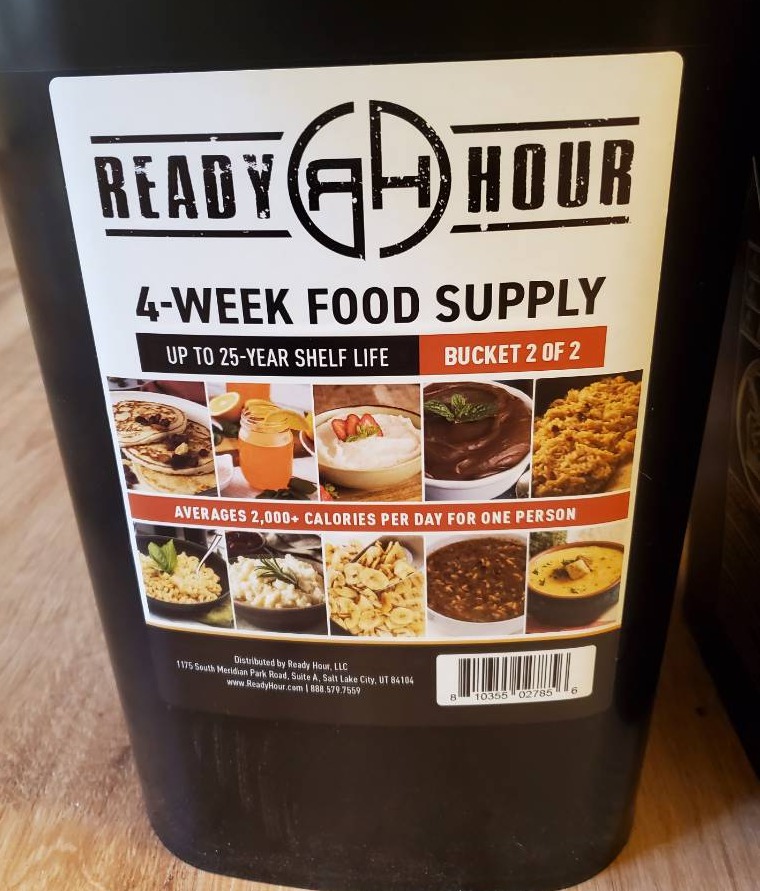 READY RH HOUR
4-WEEK FOOD SUPPLY
UP TO 25-YEAR SHELF LIFE BUCKET 2 OF 2
AVERAGES 2,000+ CALORIES PER DAY FOR ONE PERSON
Distributed by Ready Hour, LLC
1175 South Meridian Park Road, Suite A, Salt Lake City, UT 84104
www.ReadyHour.com | 888.579.7559
8 10355 02785 6